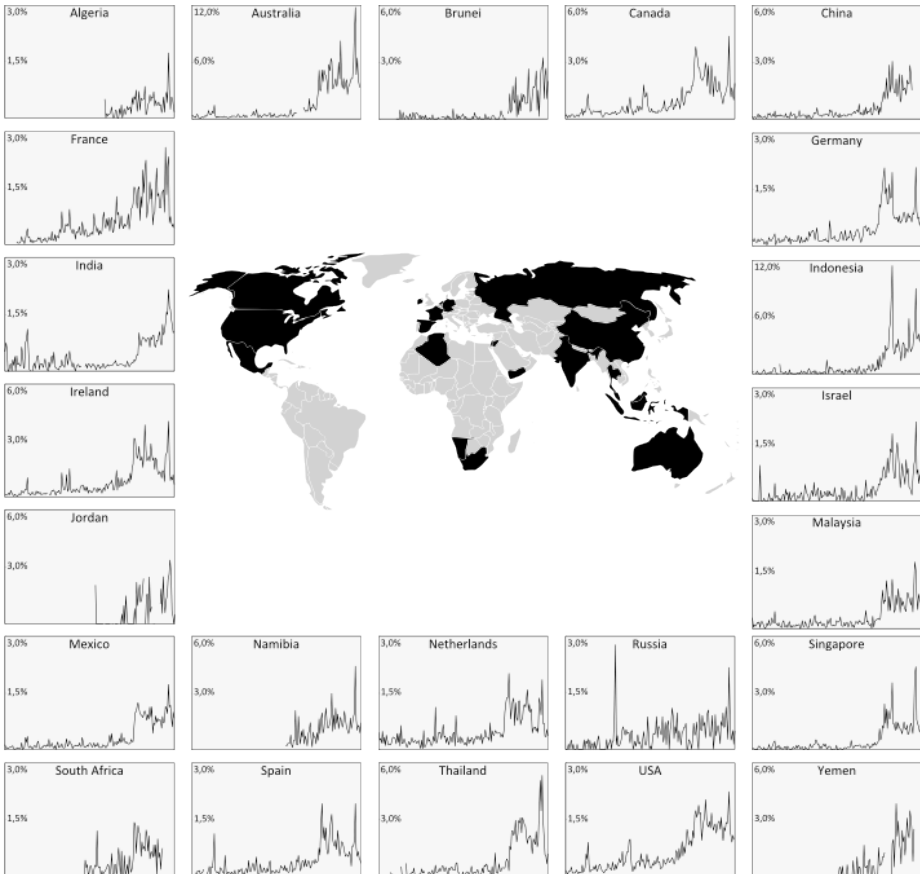 3,0% Algeria
1,5%
12,0% Australia
6,0%
6,0% Brunei
3,0%
6,0% Canada
3,0%
6,0% China
3,0%
3,0% France
1,5%
3,0% Germany
1,5%
3,0% India
1,5%
12,0% Indonesia
6,0%
6,0% Ireland
3,0%
3,0% Israel
1,5%
6,0% Jordan
3,0%
3,0% Malaysia
1,5%
3,0% Mexico
1,5%
6,0% Namibia
3,0%
3,0% Netherlands
1,5%
3,0% Russia
1,5%
6,0% Singapore
3,0%
3,0% South Africa
1,5%
3,0% Spain
1,5%
6,0% Thailand
3,0%
3,0% USA
1,5%
6,0% Yemen
3,0%